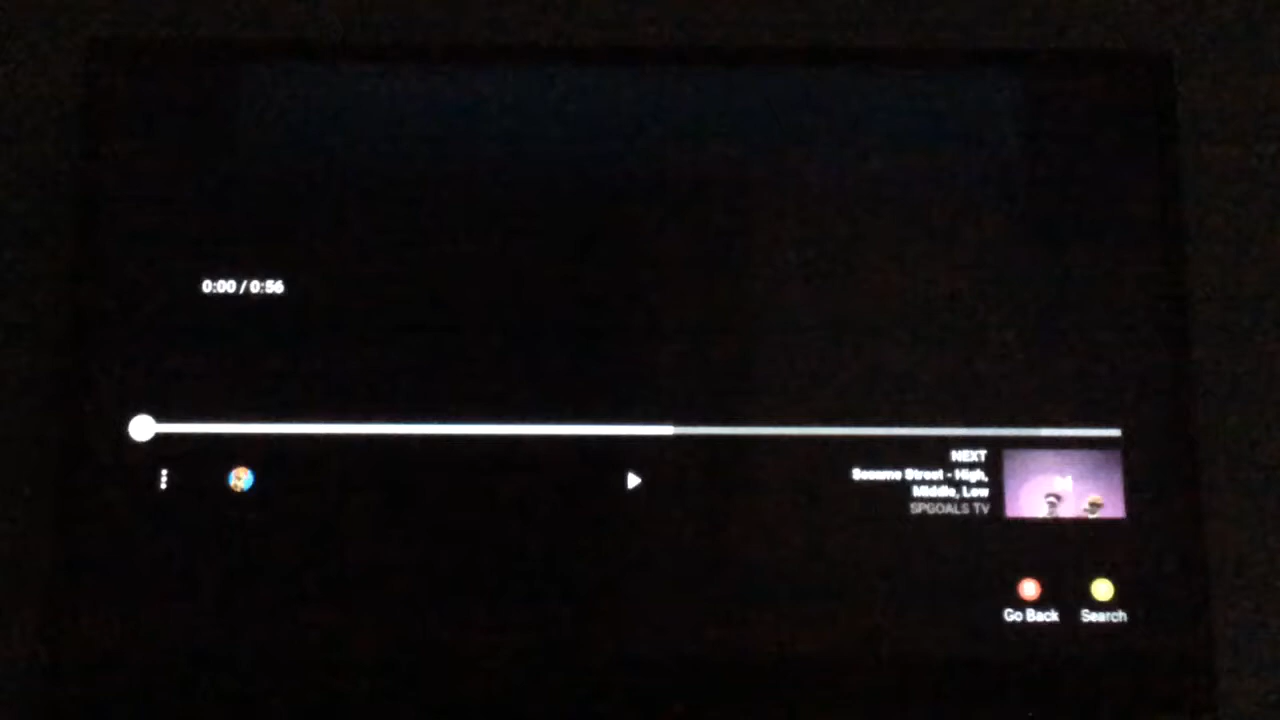 0:00 / 0:56
NEXT
Sesame Street - High,
Middle, Low
SPGOALS TV
Go Back
Search